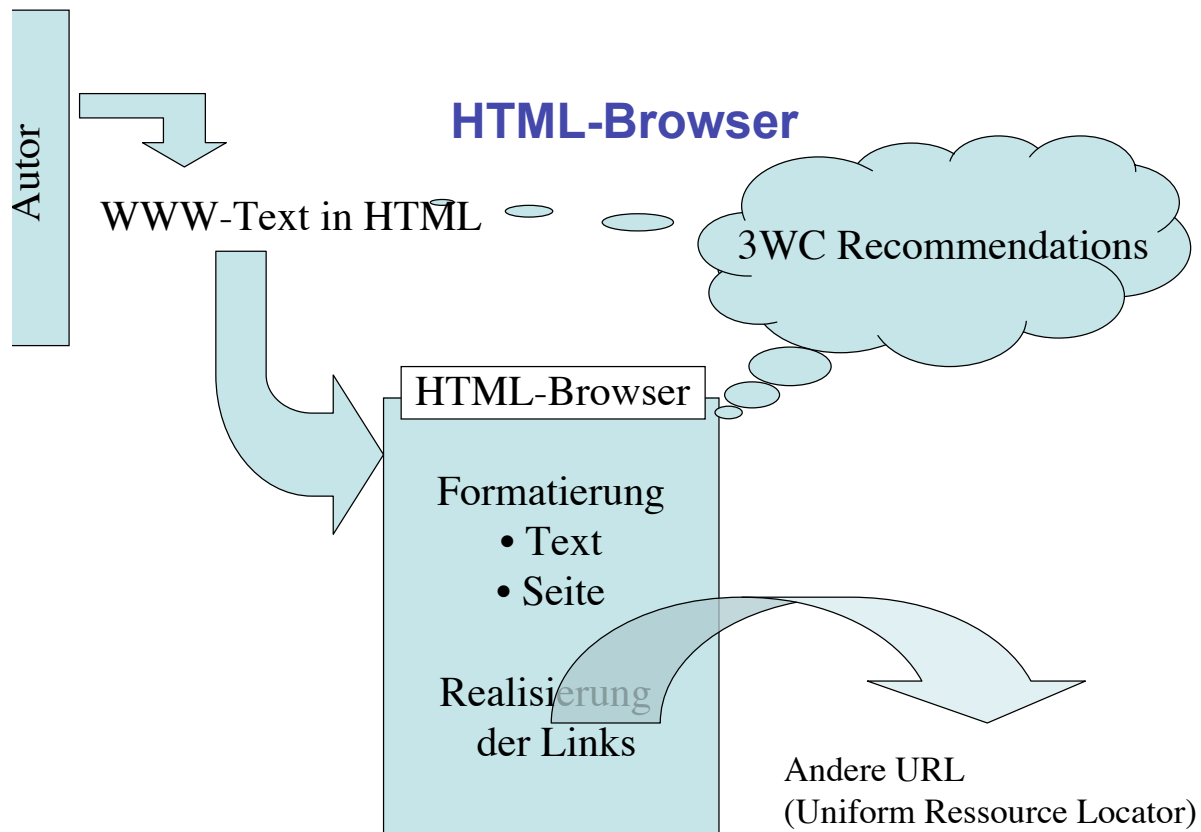 HTML-Browser
Autor
WWW-Text in HTML
3WC Recommendations
HTML-Browser
Formatierung
• Text
• Seite
Realisierung
der Links
Andere URL
(Uniform Ressource Locator)